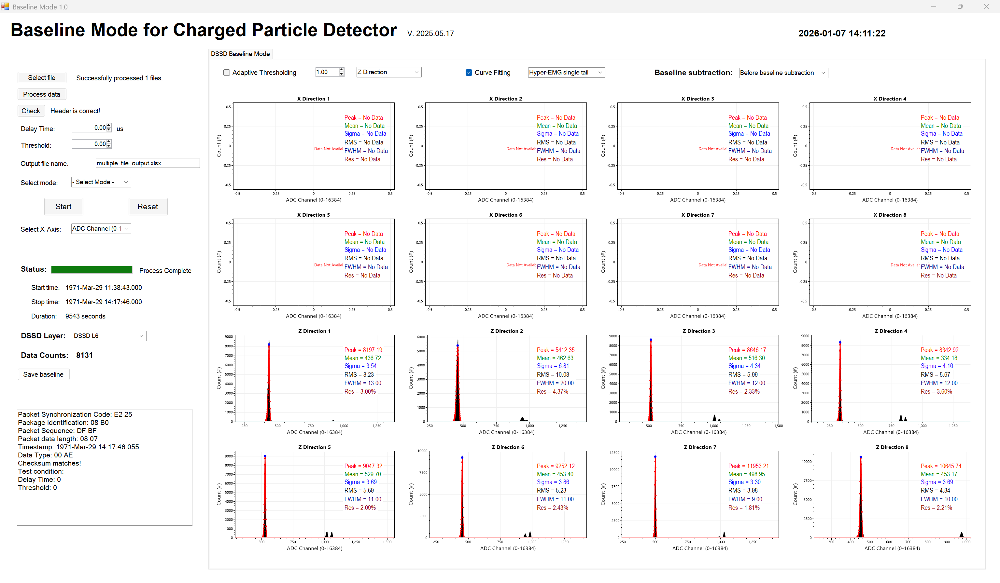 Baseline Mode 1.0
Baseline Mode for Charged Particle Detector V. 2025.05.17 2026-01-07 14:11:22
Select file Successfully processed 1 files.
Process data
Check Header is correct!
Delay Time: 0.00 us
Threshold: 0.00
Output file name: multiple_file_output.xlsx
Select mode: - Select Mode -
Start Reset
Select X-Axis: ADC Channel (0-1
Status: Process Complete
Start time: 1971-Mar-29 11:38:43.000
Stop time: 1971-Mar-29 14:17:46.000
Duration: 9543 seconds
DSSD Layer: DSSD L6
Data Counts: 8131
Save baseline
Packet Synchronization Code: E2 25
Package Identification: 08 B0
Packet Sequence: DF BF
Packet data length: 08 07
Timestamp: 1971-Mar-29 14:17:46.055
Data Type: 00 AE
Checksum matches!
Test condition:
Delay Time: 0
Threshold: 0
DSSD Baseline Mode
Adaptive Thresholding 1.00 Z Direction Curve Fitting Hyper-EMG single tail Baseline subtraction: Before baseline subtraction
X Direction 1
Count (#)
0.5
0.25
0
-0.25
-0.5
Peak = No Data
Mean = No Data
Sigma = No Data
RMS = No Data
Data Not Availab
FWHM = No Data
Res = No Data
-0.5 -0.25 0 0.25 0.5
ADC Channel (0-16384)
X Direction 2
Count (#)
0.5
0.25
0
-0.25
-0.5
Peak = No Data
Mean = No Data
Sigma = No Data
RMS = No Data
Data Not Availab
FWHM = No Data
Res = No Data
-0.5 -0.25 0 0.25 0.5
ADC Channel (0-16384)
X Direction 3
Count (#)
0.5
0.25
0
-0.25
-0.5
Peak = No Data
Mean = No Data
Sigma = No Data
RMS = No Data
Data Not Availal
FWHM = No Data
Res = No Data
-0.5 -0.25 0 0.25 0.5
ADC Channel (0-16384)
X Direction 4
Count (#)
0.5
0.25
0
-0.25
-0.5
Peak = No Data
Mean = No Data
Sigma = No Data
RMS = No Data
Data Not Availal
FWHM = No Data
Res = No Data
-0.5 -0.25 0 0.25 0.5
ADC Channel (0-16384)
X Direction 5
Count (#)
0.5
0.25
0
-0.25
-0.5
Peak = No Data
Mean = No Data
Sigma = No Data
RMS = No Data
Data Not Availab
FWHM = No Data
Res = No Data
-0.5 -0.25 0 0.25 0.5
ADC Channel (0-16384)
X Direction 6
Count (#)
0.5
0.25
0
-0.25
-0.5
Peak = No Data
Mean = No Data
Sigma = No Data
RMS = No Data
Data Not Availab
FWHM = No Data
Res = No Data
-0.5 -0.25 0 0.25 0.5
ADC Channel (0-16384)
X Direction 7
Count (#)
0.5
0.25
0
-0.25
-0.5
Peak = No Data
Mean = No Data
Sigma = No Data
RMS = No Data
Data Not Availal
FWHM = No Data
Res = No Data
-0.5 -0.25 0 0.25 0.5
ADC Channel (0-16384)
X Direction 8
Count (#)
0.5
0.25
0
-0.25
-0.5
Peak = No Data
Mean = No Data
Sigma = No Data
RMS = No Data
Data Not Availal
FWHM = No Data
Res = No Data
-0.5 -0.25 0 0.25 0.5
ADC Channel (0-16384)
Z Direction 1
Count (#)
9000
8000
7000
6000
5000
4000
3000
2000
1000
0
Peak = 8197.19
Mean = 436.72
Sigma = 3.54
RMS = 8.23
FWHM = 13.00
Res = 3.00%
250 500 750 1,000 1,250
ADC Channel (0-16384)
Z Direction 2
Count (#)
6000
5000
4000
3000
2000
1000
0
Peak = 5412.35
Mean = 462.63
Sigma = 6.81
RMS = 10.08
FWHM = 20.00
Res = 4.37%
250 500 750 1,000 1,250
ADC Channel (0-16384)
Z Direction 3
Count (#)
9000
8000
7000
6000
5000
4000
3000
2000
1000
0
Peak = 8646.17
Mean = 516.30
Sigma = 4.34
RMS = 5.99
FWHM = 12.00
Res = 2.33%
500 750 1,000 1,250 1,500
ADC Channel (0-16384)
Z Direction 4
Count (#)
9000
8000
7000
6000
5000
4000
3000
2000
1000
0
Peak = 8342.92
Mean = 334.18
Sigma = 4.16
RMS = 5.67
FWHM = 12.00
Res = 3.60%
250 500 750 1,000 1,250
ADC Channel (0-16384)
Z Direction 5
Count (#)
9000
8000
7000
6000
5000
4000
3000
2000
1000
0
Peak = 9047.32
Mean = 529.70
Sigma = 3.69
RMS = 5.69
FWHM = 11.00
Res = 2.09%
500 750 1,000 1,250 1,500
ADC Channel (0-16384)
Z Direction 6
Count (#)
10000
7500
5000
2500
0
Peak = 9252.12
Mean = 453.40
Sigma = 3.86
RMS = 5.23
FWHM = 11.00
Res = 2.43%
250 500 750 1,000 1,250
ADC Channel (0-16384)
Z Direction 7
Count (#)
12500
10000
7500
5000
2500
0
Peak = 11953.21
Mean = 498.95
Sigma = 3.30
RMS = 3.98
FWHM = 9.00
Res = 1.81%
250 500 750 1,000 1,250
ADC Channel (0-16384)
Z Direction 8
Count (#)
10000
7500
5000
2500
0
Peak = 10645.74
Mean = 453.17
Sigma = 3.69
RMS = 4.84
FWHM = 10.00
Res = 2.21%
300 400 500 600 700 800 900 1,000
ADC Channel (0-16384)